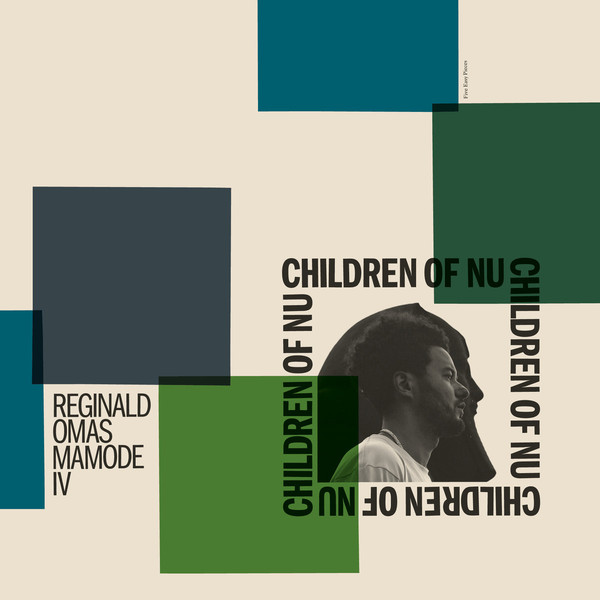 Five Easy Pieces
CHILDREN OF NU
CHILDREN OF NU
CHILDREN OF NU
CHILDREN OF NU
REGINALD
OMAS
MAMODE
IV